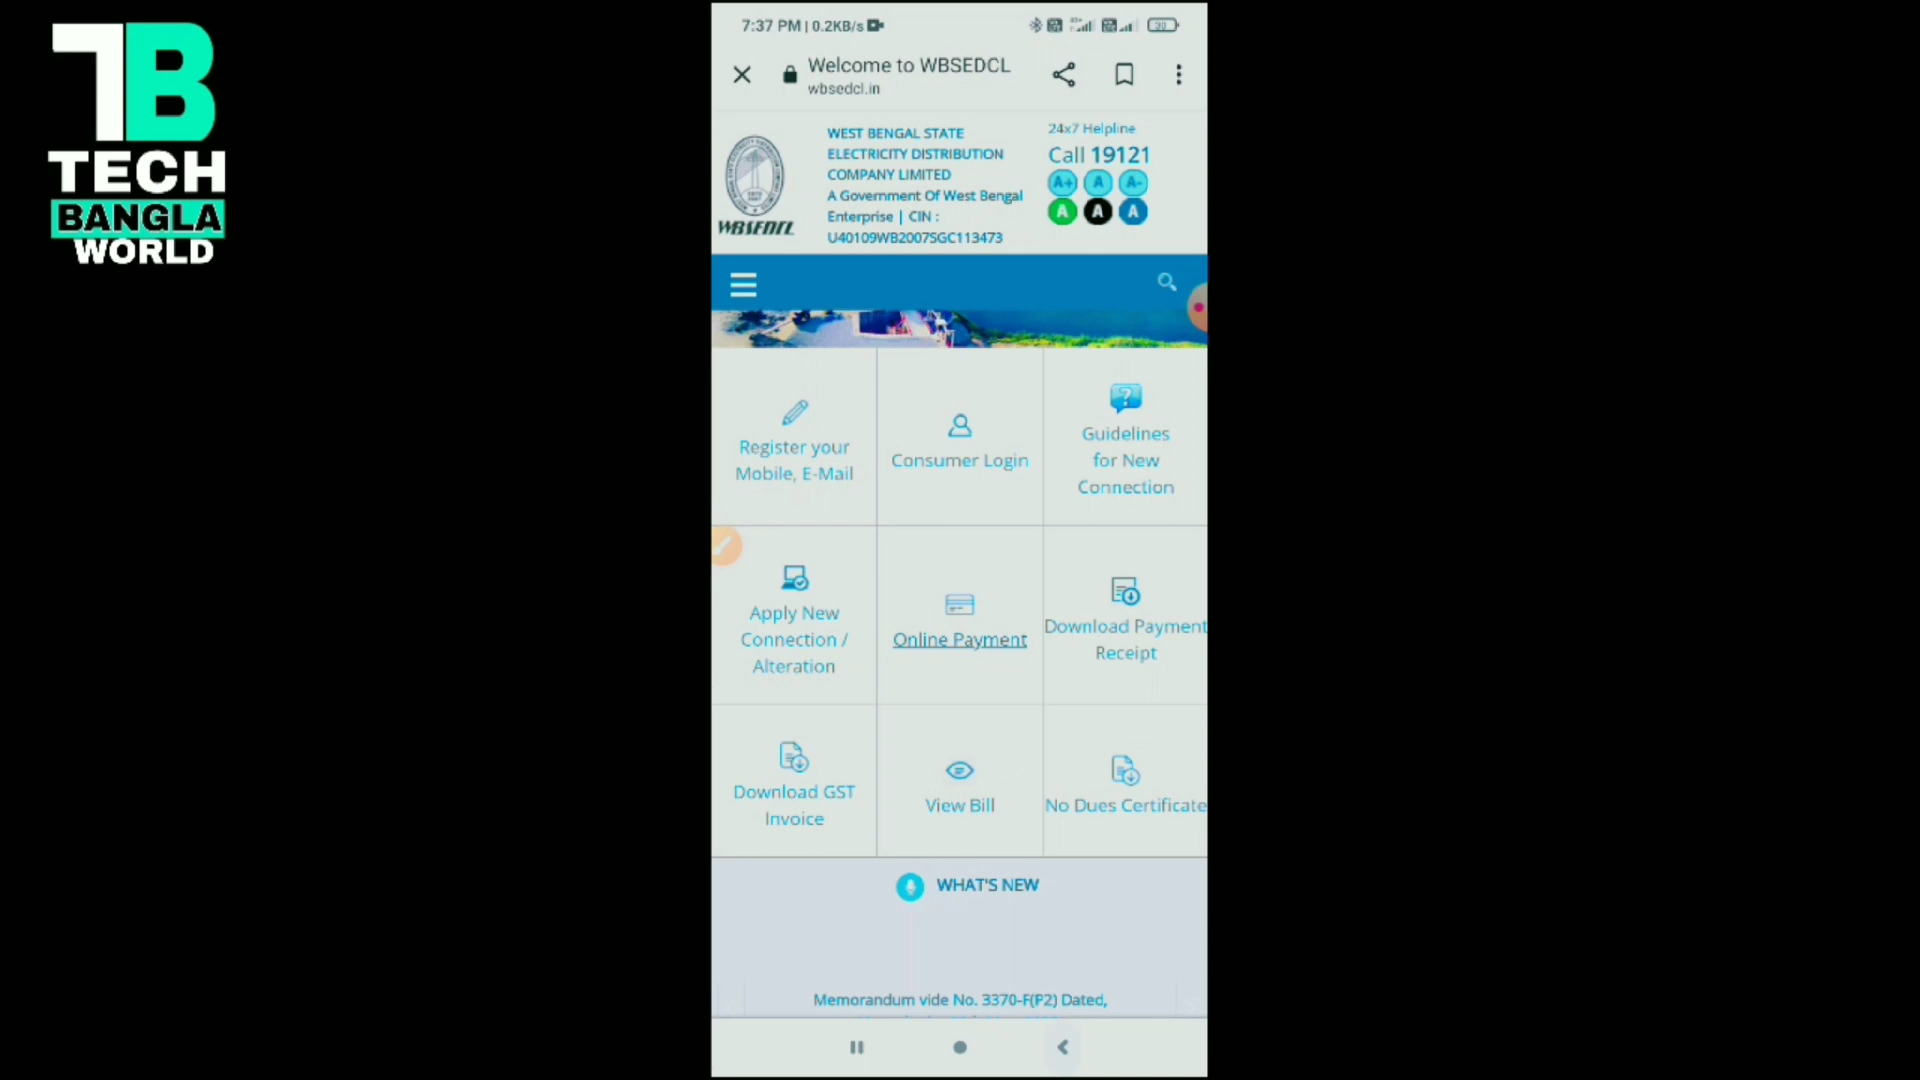 TB
TECH
BANGLA
WORLD
7:37 PM | 0.2KB/s
30
Welcome to WBSEDCL
wbsedcl.in
WEST BENGAL STATE
ELECTRICITY DISTRIBUTION
COMPANY LIMITED
A Government Of West Bengal
Enterprise | CIN :
U40109WB2007SGC113473
WBSEDCL
24x7 Helpline
Call 19121
A+ A A-
A A A
Register your
Mobile, E-Mail
Consumer Login
Guidelines
for New
Connection
Apply New
Connection /
Alteration
Online Payment
Download Payment
Receipt
Download GST
Invoice
View Bill
No Dues Certificate
WHAT'S NEW
Memorandum vide No. 3370-F(P2) Dated,